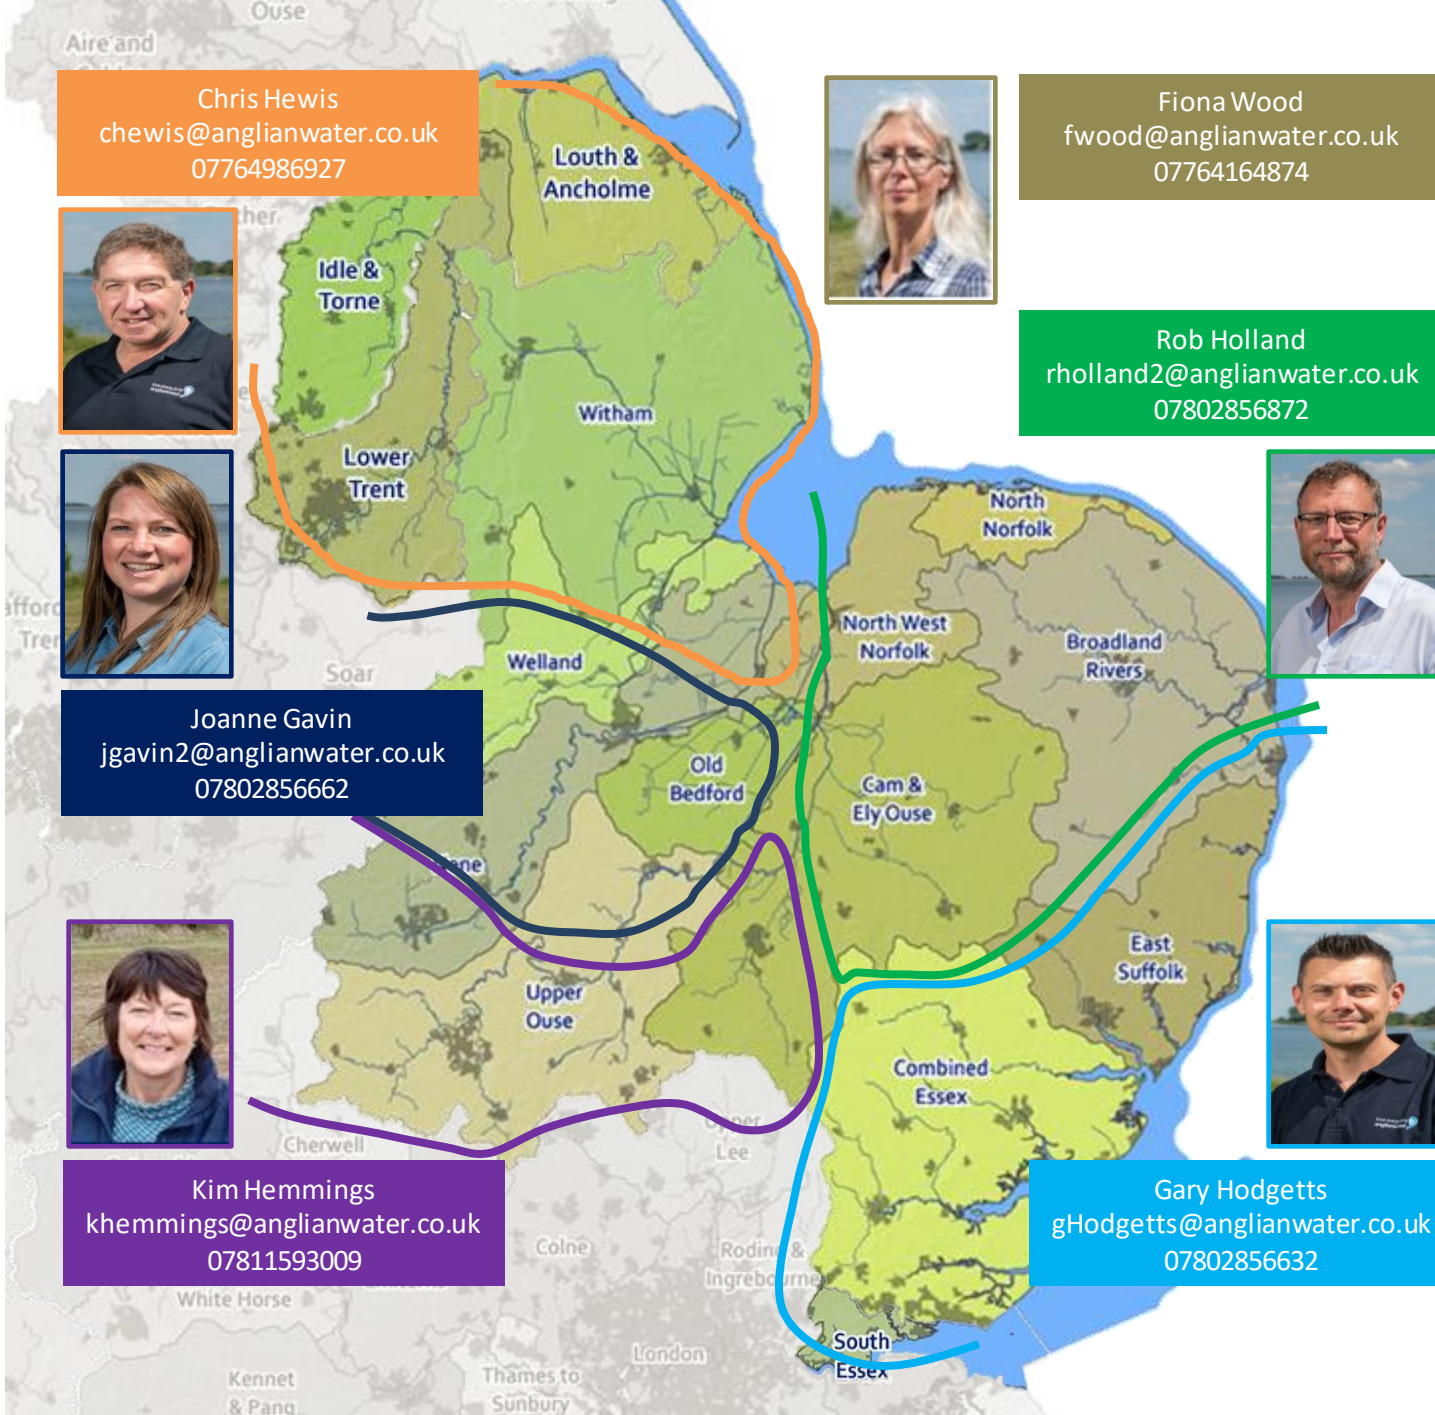 Ouse
Aire and
Chris Hewis
chewis@anglianwater.co.uk
07764986927
Fiona Wood
fwood@anglianwater.co.uk
07764164874
Louth &
Ancholme
Idle &
Torne
Rob Holland
rholland2@anglianwater.co.uk
07802856872
Witham
Lower
Trent
North
Norfolk
North West
Norfolk
Broadland
Rivers
Welland
Soar
Joanne Gavin
jgavin2@anglianwater.co.uk
07802856662
Old
Bedford
Cam &
Ely Ouse
East
Suffolk
Upper
Ouse
Combined
Essex
Cherwell
Upper
Lee
Kim Hemmings
khemmings@anglianwater.co.uk
07811593009
Gary Hodgetts
gHodgetts@anglianwater.co.uk
07802856632
Colne
Roding &
Ingrebourne
White Horse
South
Essex
London
Kennet
& Pang
Thames to
Sunbury